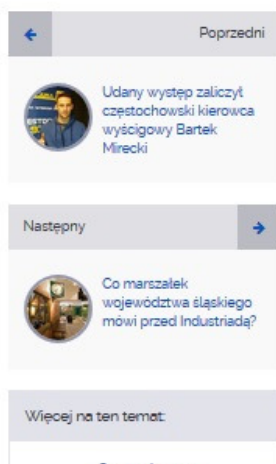 Poprzedni
Udany występ zaliczył
częstochowski kierowca
wyścigowy Bartek
Mirecki
Następny
Co marszałek
województwa śląskiego
mówi przed Industriadą?
Więcej na ten temat: